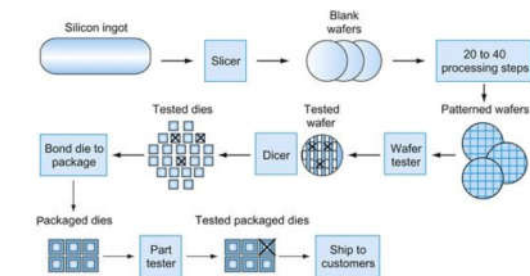 Silicon ingot
Slicer
Blank
wafers
20 to 40
processing steps
Patterned wafers
Wafer
tester
Tested
wafer
Dicer
Tested dies
Bond die to
package
Packaged dies
Part
tester
Tested packaged dies
Ship to
customers